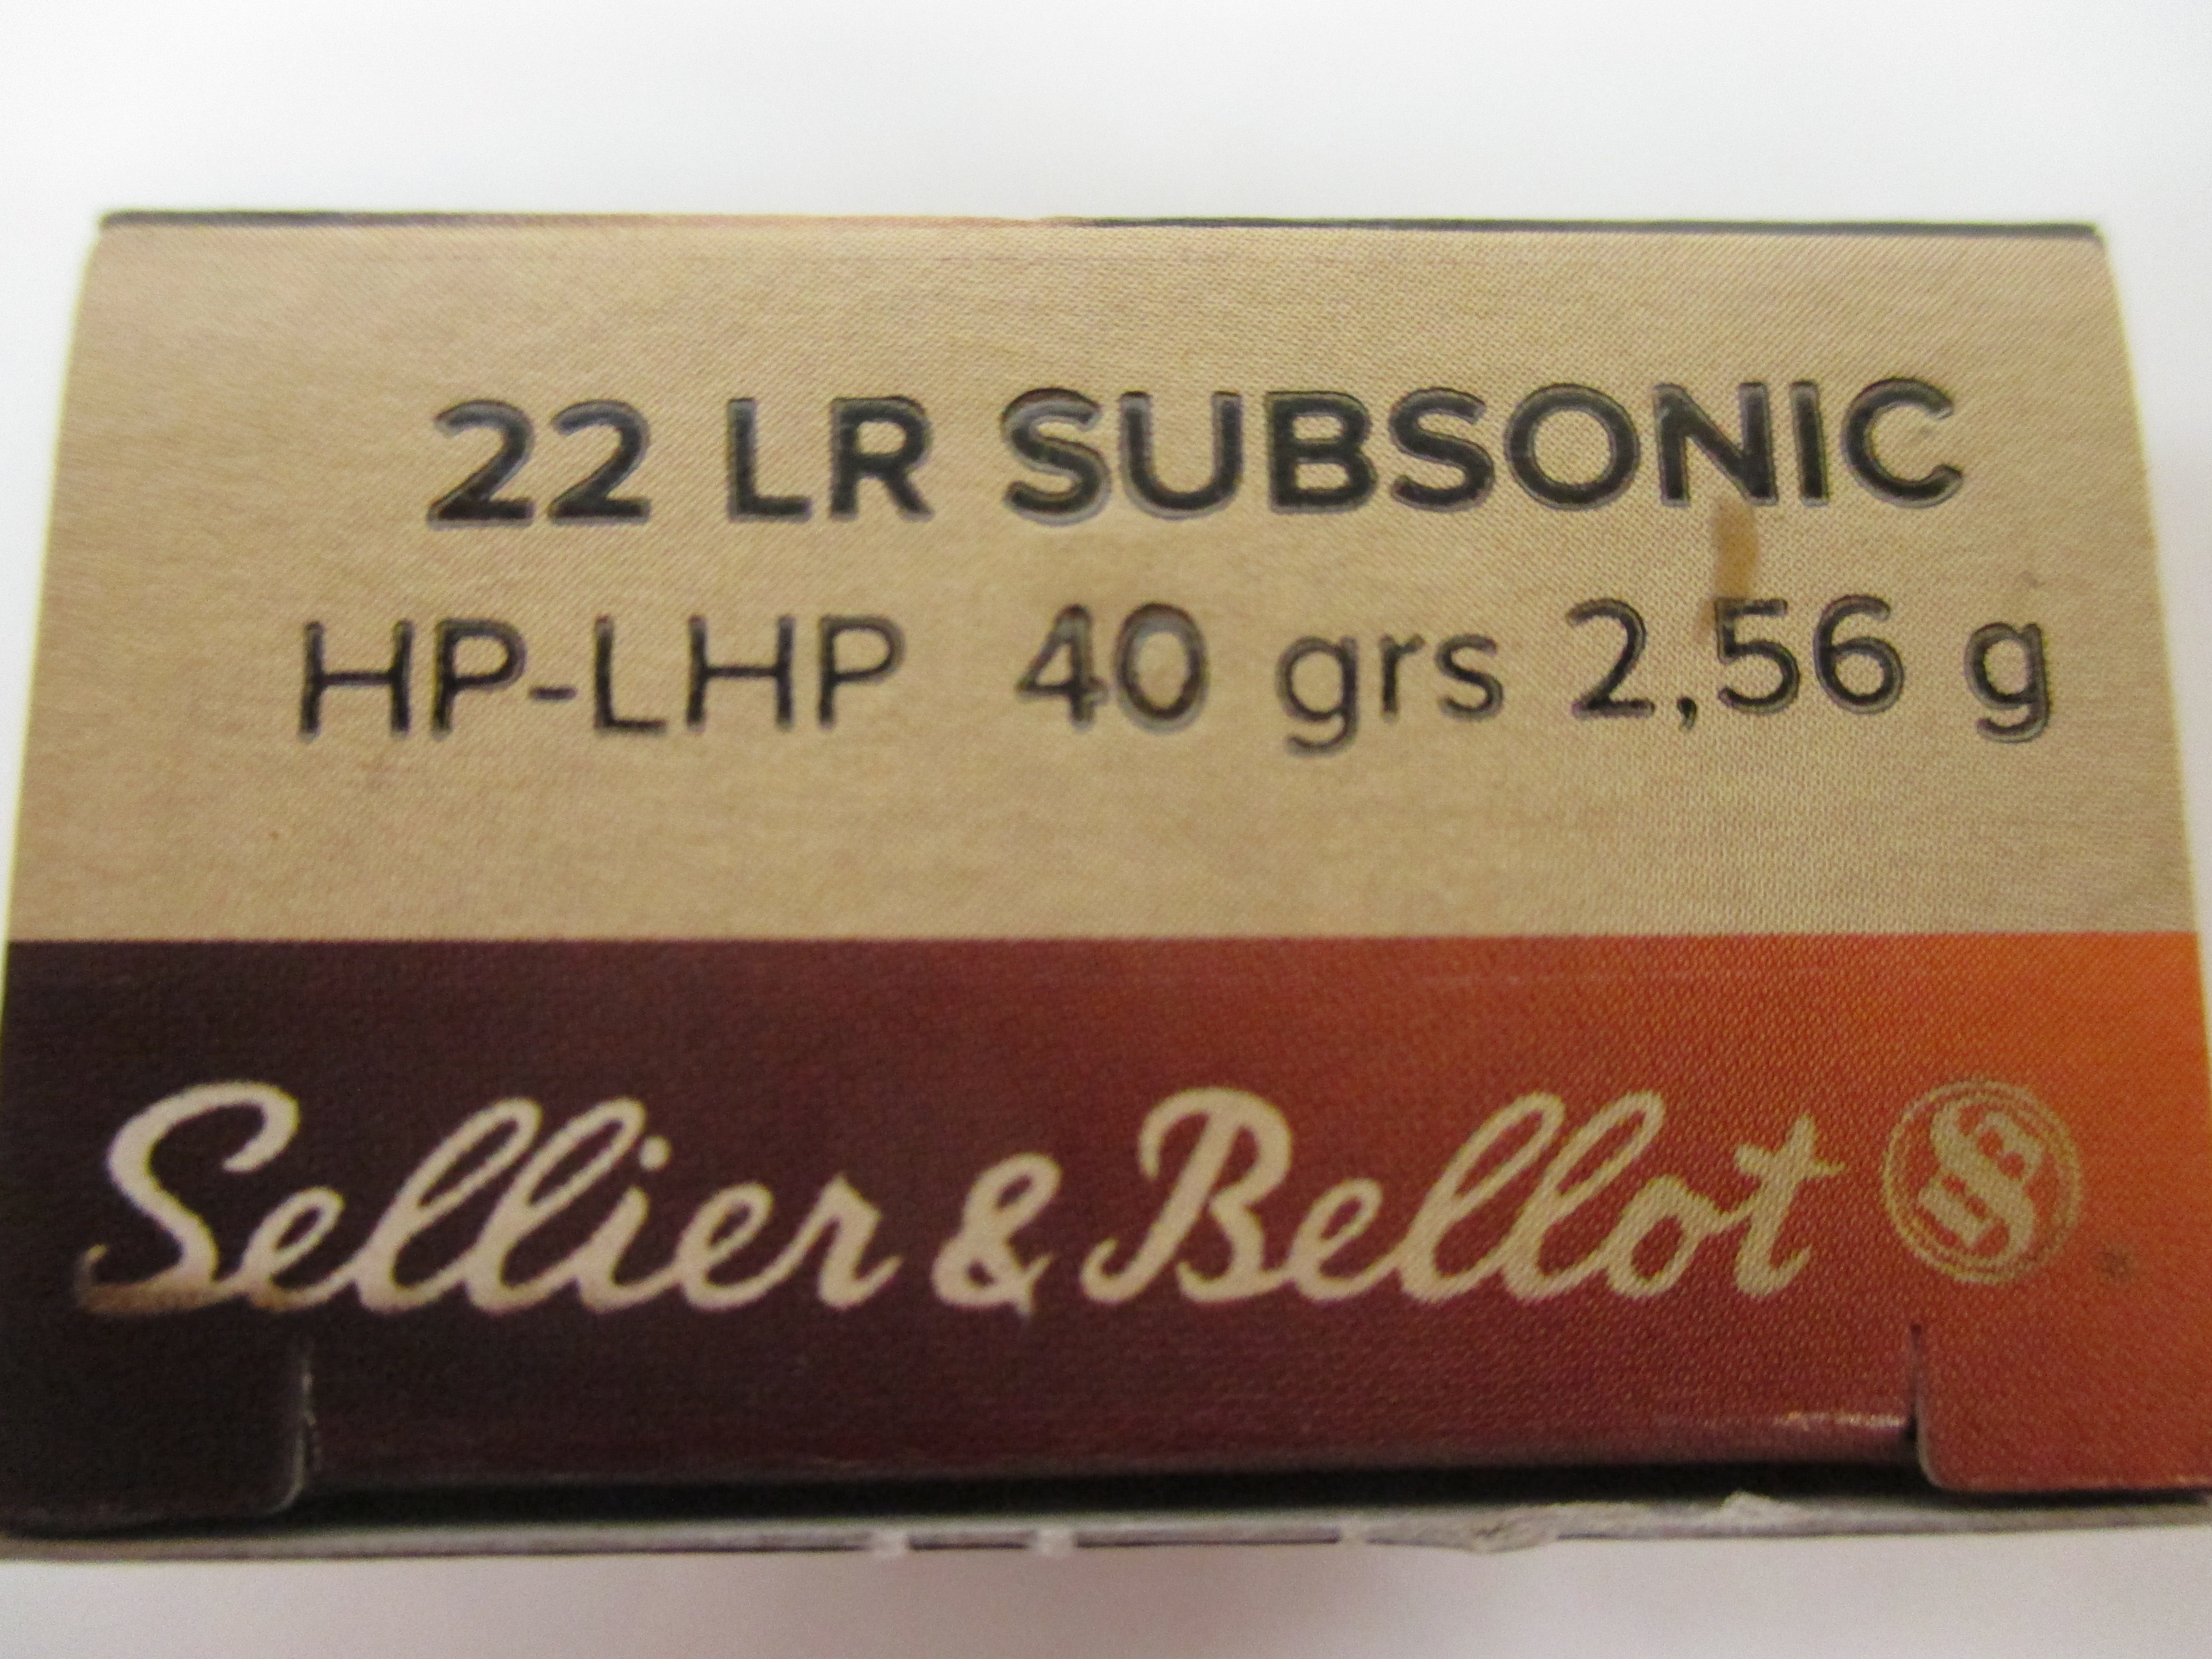 22 LR SUBSONIC
HP-LHP 40 grs 2,56 g
Sellier & Bellot